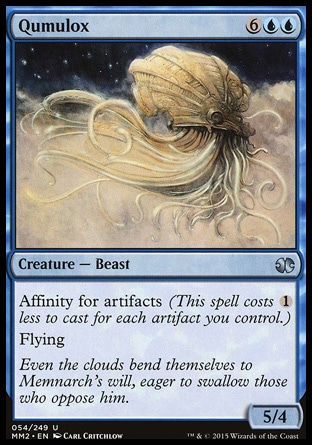 Qumulox 6
Creature — Beast
Affinity for artifacts (This spell costs 1
less to cast for each artifact you control.)
Flying
Even the clouds bend themselves to
Memnarch's will, eager to swallow those
who oppose him.
5/4
054/249 U
MM2 • EN Carl Critchlow ™ & © 2015 Wizards of the Coast